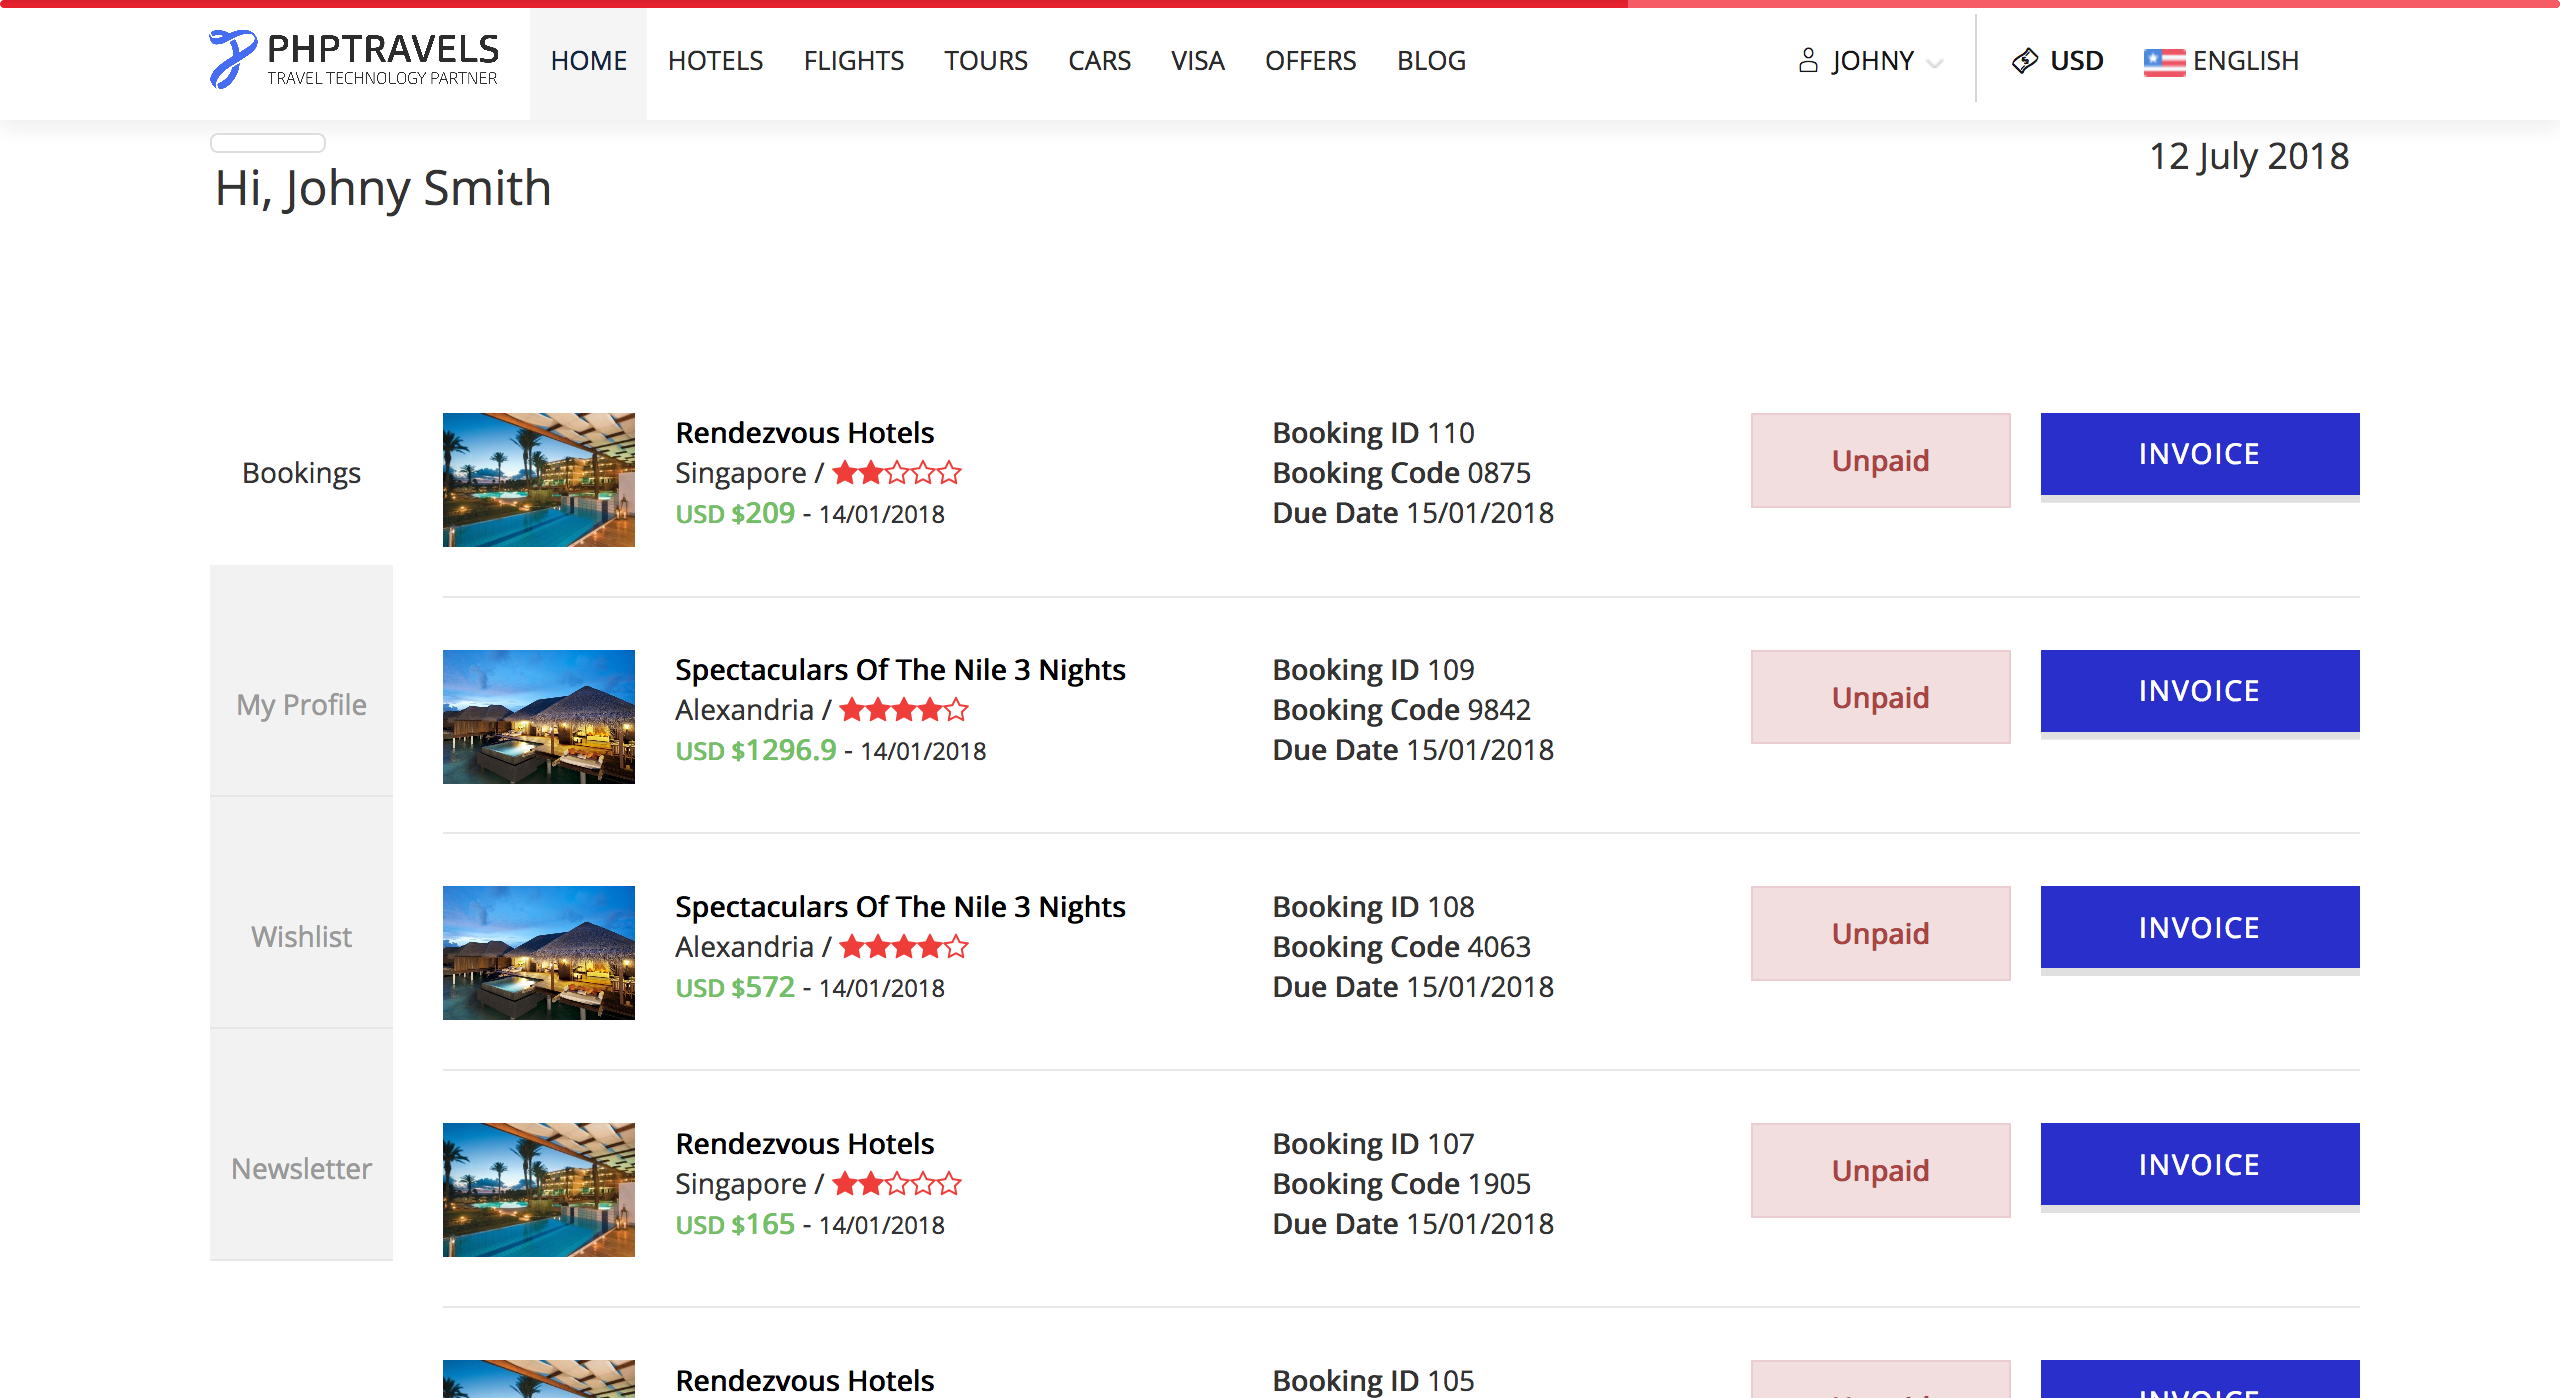 PHPTRAVELS
TRAVEL TECHNOLOGY PARTNER
HOME HOTELS FLIGHTS TOURS CARS VISA OFFERS BLOG
JOHNY
USD
ENGLISH
Hi, Johny Smith
12 July 2018
Bookings
My Profile
Wishlist
Newsletter
Rendezvous Hotels
Singapore /
USD $209 - 14/01/2018
Booking ID 110
Booking Code 0875
Due Date 15/01/2018
Unpaid
INVOICE
Spectaculars Of The Nile 3 Nights
Alexandria /
USD $1296.9 - 14/01/2018
Booking ID 109
Booking Code 9842
Due Date 15/01/2018
Unpaid
INVOICE
Spectaculars Of The Nile 3 Nights
Alexandria /
USD $572 - 14/01/2018
Booking ID 108
Booking Code 4063
Due Date 15/01/2018
Unpaid
INVOICE
Rendezvous Hotels
Singapore /
USD $165 - 14/01/2018
Booking ID 107
Booking Code 1905
Due Date 15/01/2018
Unpaid
INVOICE
Rendezvous Hotels
Booking ID 105